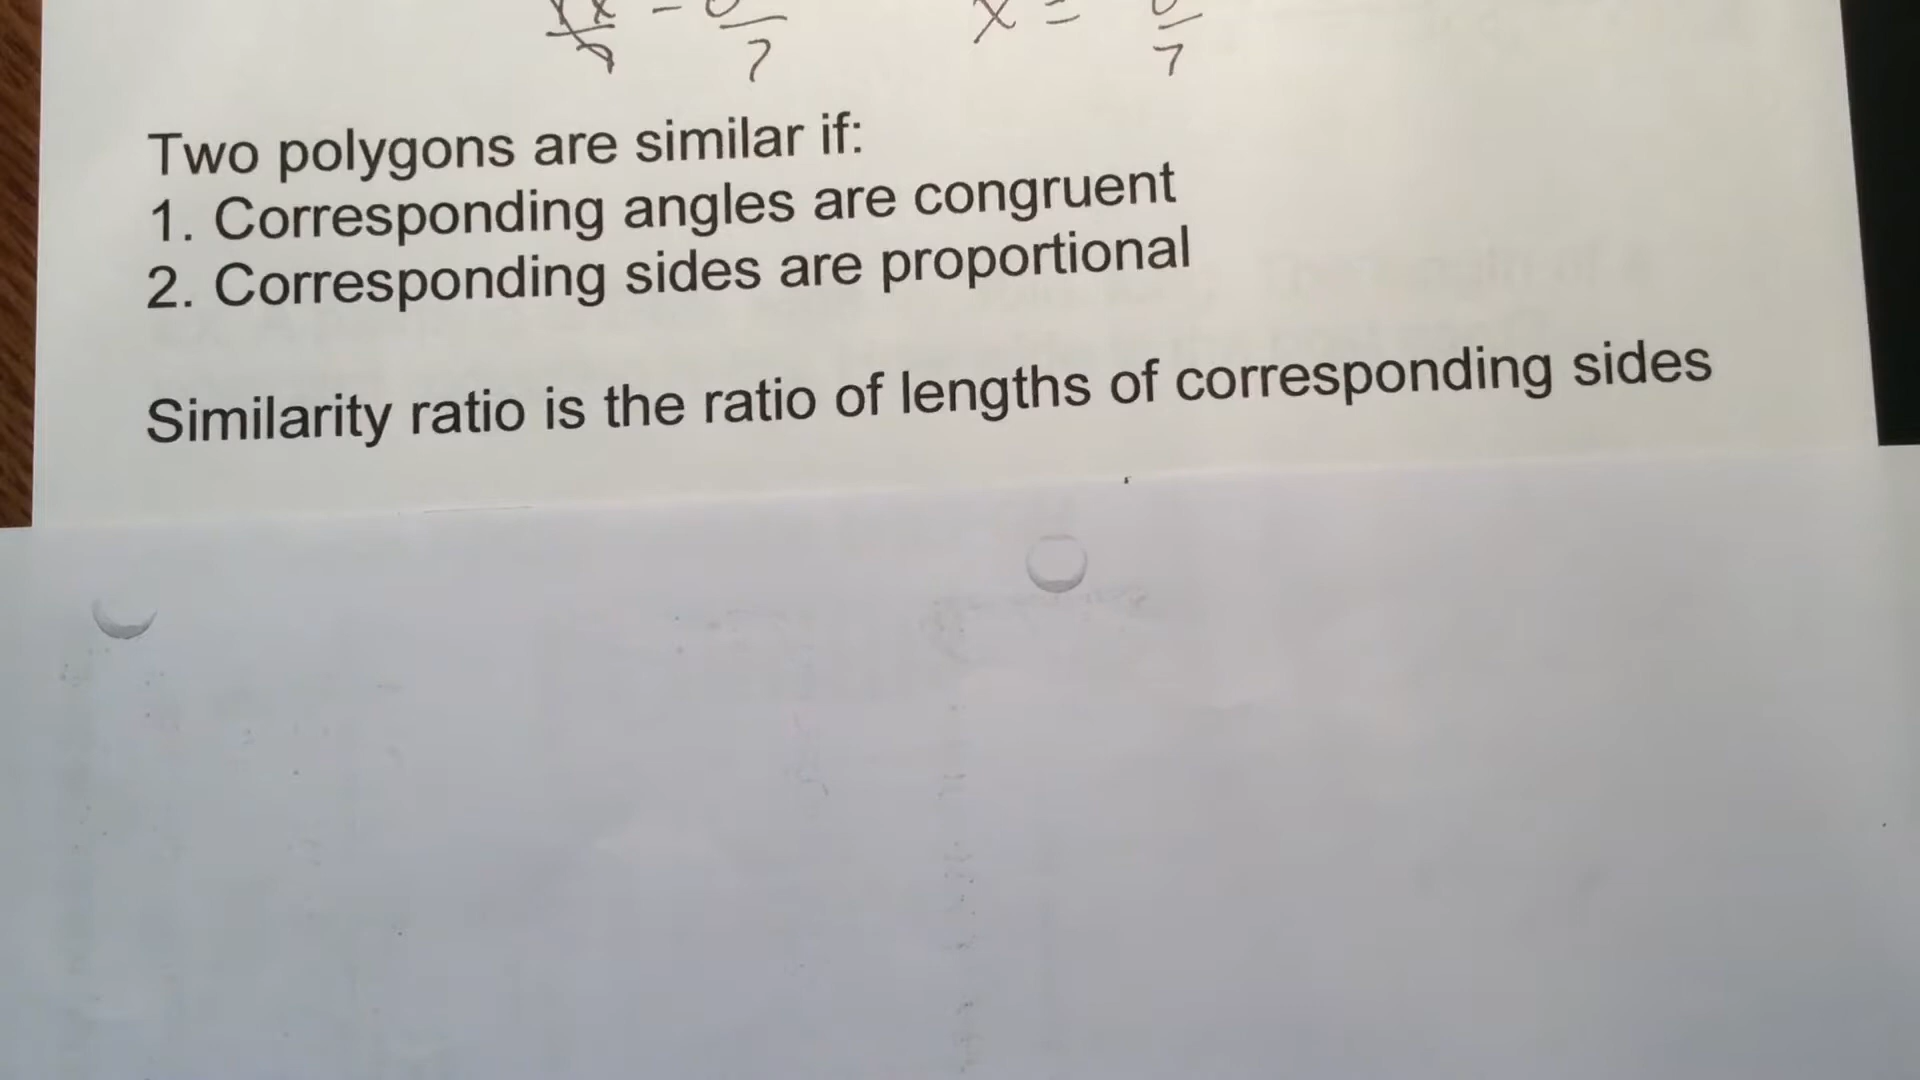 x = 7
Two polygons are similar if:
1. Corresponding angles are congruent
2. Corresponding sides are proportional
Similarity ratio is the ratio of lengths of corresponding sides